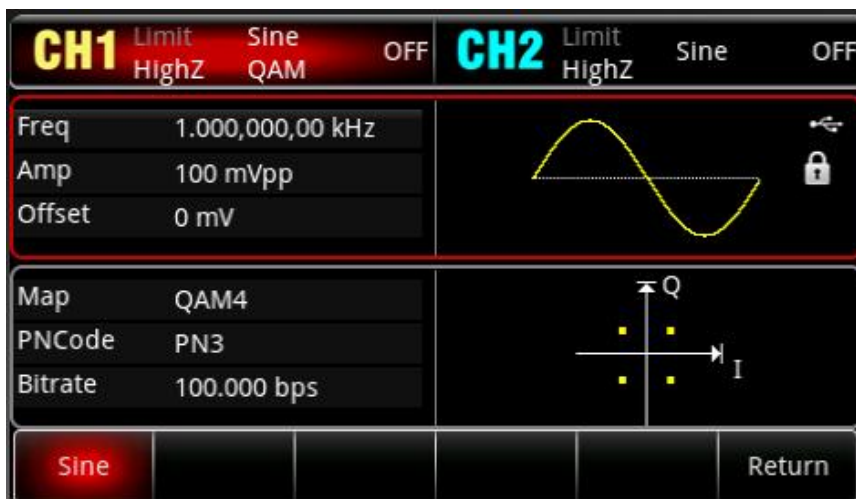 CH1 Limit Sine OFF CH2 Limit Sine OFF
HighZ QAM HighZ
Freq 1.000,000,00 kHz
Amp 100 mVpp
Offset 0 mV
Map QAM4 Q
PNCode PN3
I
Bitrate 100.000 bps
Sine Return